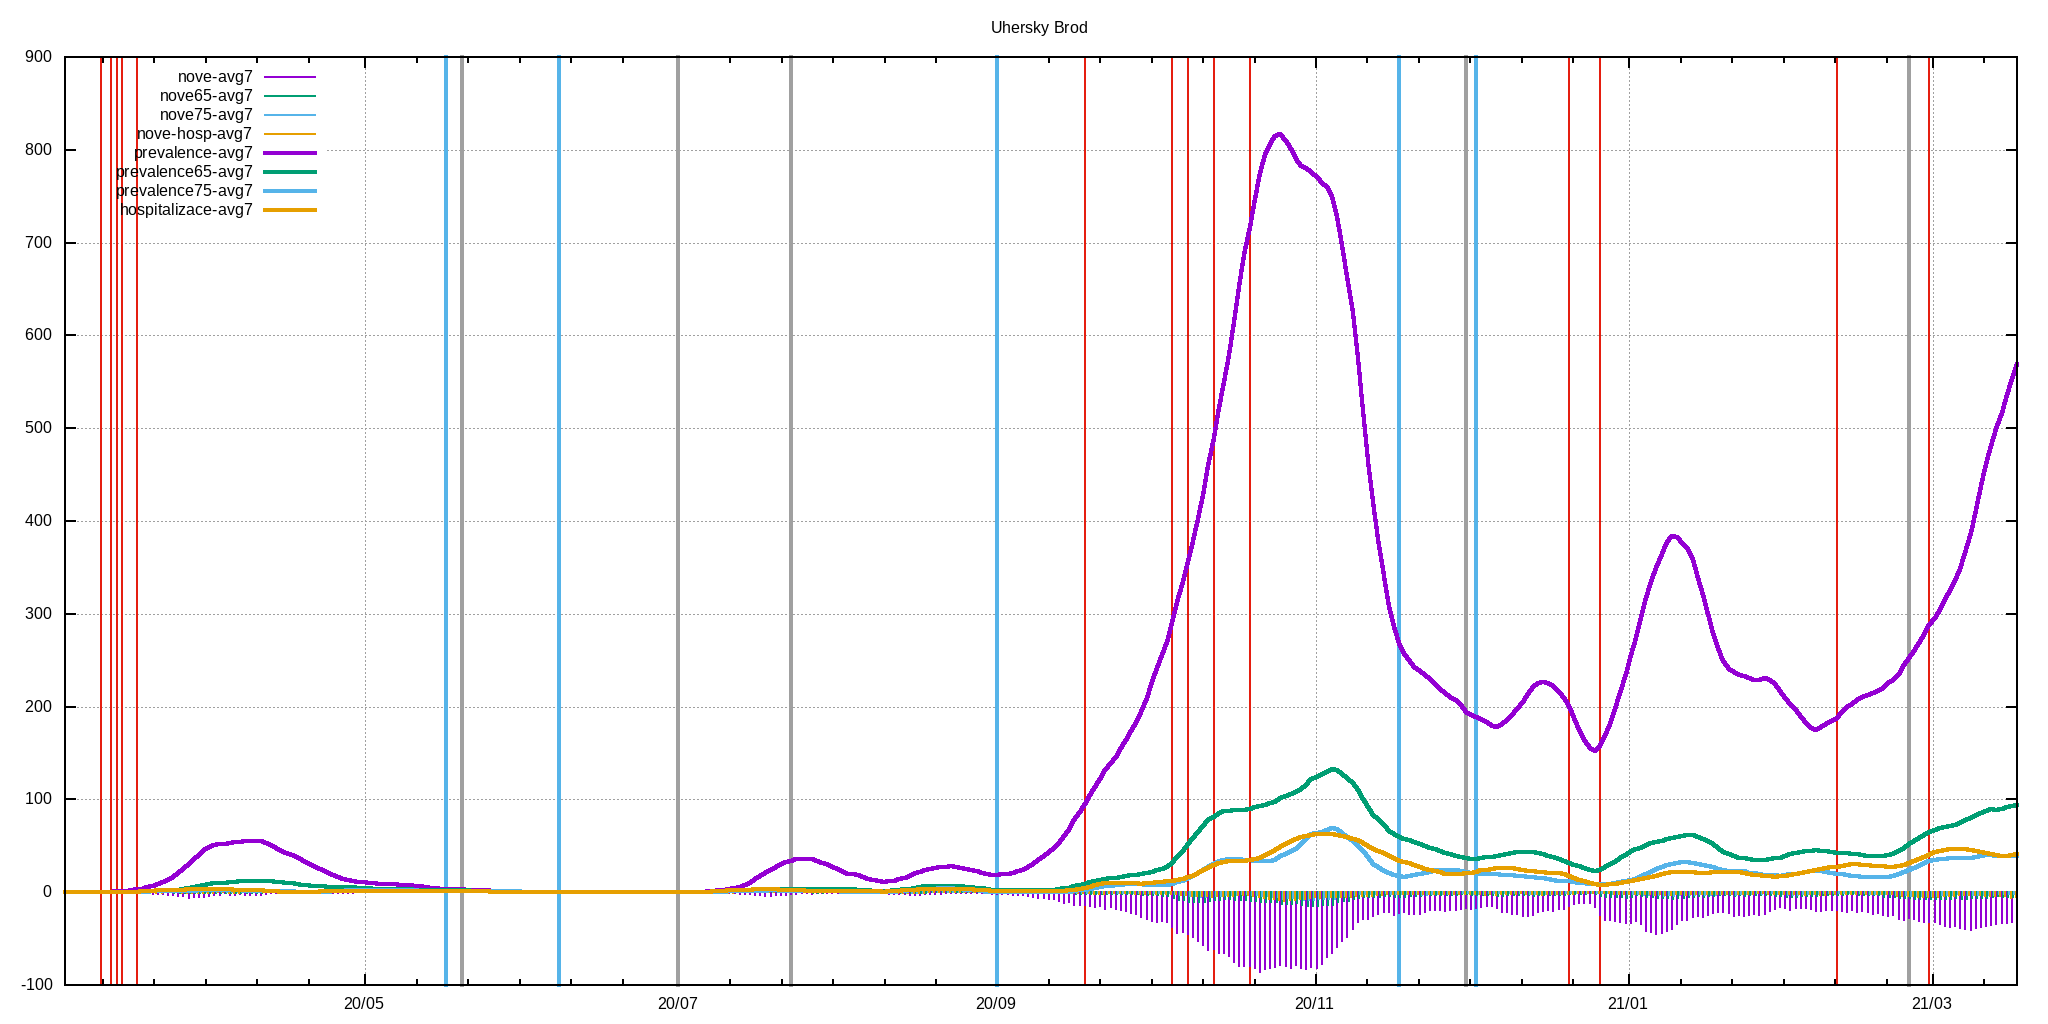 Uhersky Brod
900
800
700
600
500
400
300
200
100
0
-100
nove-avg7
nove65-avg7
nove75-avg7
nove-hosp-avg7
prevalence-avg7
prevalence65-avg7
prevalence75-avg7
hospitalizace-avg7
20/05 20/07 20/09 20/11 21/01 21/03